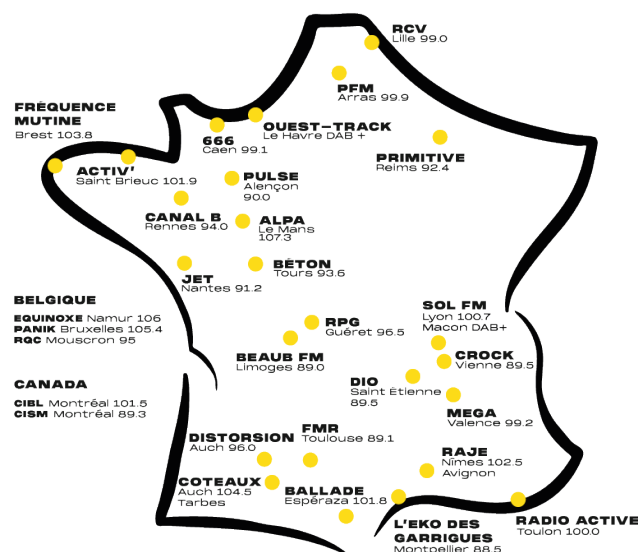 RCV
Lille 99.0
PFM
Arras 99.9
FRÉQUENCE
MUTINE
Brest 103.8
OUEST–TRACK
Le Havre DAB +
666
Caen 99.1
PRIMITIVE
Reims 92.4
ACTIV'
Saint Brieuc 101.9
PULSE
Alençon
90.0
CANAL B
Rennes 94.0
ALPA
Le Mans
107.3
BÉTON
Tours 93.6
JET
Nantes 91.2
BELGIQUE
EQUINOXE Namur 106
PANIK Bruxelles 105.4
RQC Mouscron 95
SOL FM
Lyon 100.7
Macon DAB+
RPG
Guéret 96.5
BEAUB FM
Limoges 89.0
CROCK
Vienne 89.5
DIO
Saint Étienne
89.5
CANADA
CIBL Montréal 101.5
CISM Montréal 89.3
MEGA
Valence 99.2
FMR
Toulouse 89.1
DISTORSION
Auch 96.0
RAJE
Nîmes 102.5
Avignon
COTEAUX
Auch 104.5
Tarbes
BALLADE
Espéraza 101.8
L'EKO DES
GARRIGUES
Montpellier 88.5
RADIO ACTIVE
Toulon 100.0